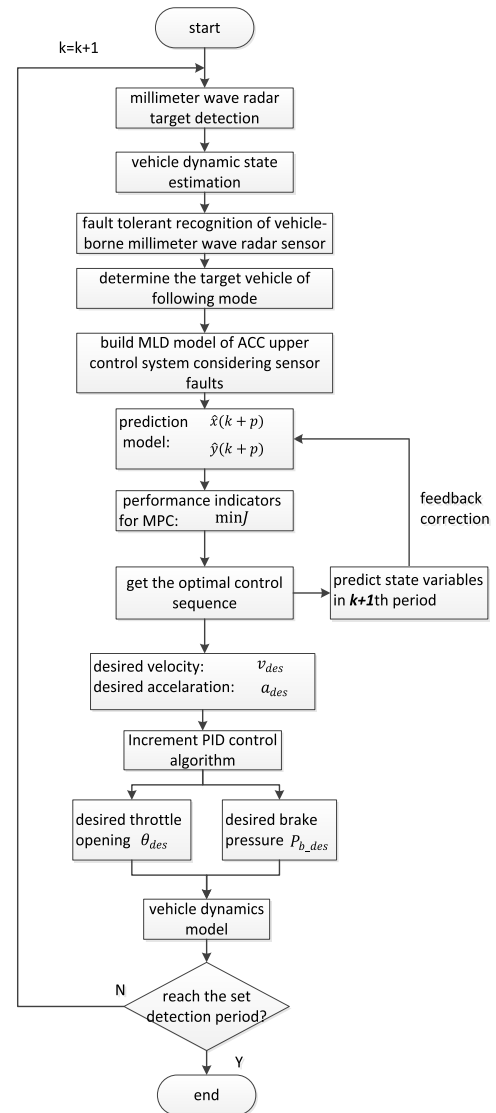 start
k=k+1
millimeter wave radar
target detection
vehicle dynamic state
estimation
fault tolerant recognition of vehicle-
borne millimeter wave radar sensor
determine the target vehicle of
following mode
build MLD model of ACC upper
control system considering sensor
faults
prediction x̂(k + p)
model: ŷ(k + p)
performance indicators
for MPC: minJ
feedback
correction
get the optimal control
sequence
predict state variables
in k+1th period
desired velocity: v_des
desired accelaration: a_des
Increment PID control
algorithm
desired throttle
opening θ_des
desired brake
pressure P_b_des
vehicle dynamics
model
N
reach the set
detection period?
Y
end